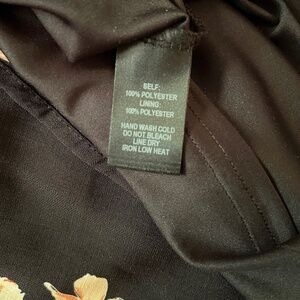 SELF:
100% POLYESTER
LINING:
100% POLYESTER
HAND WASH COLD
DO NOT BLEACH
LINE DRY
IRON LOW HEAT